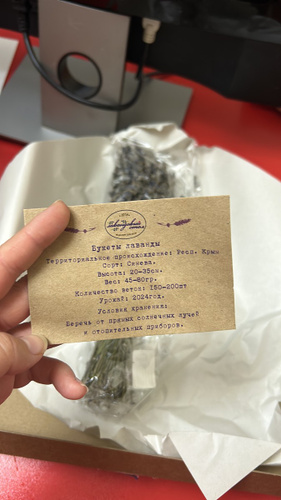 Букеты лаванды
Территориальное происхождение: Респ. Крым
Сорт: Синева.
Высота: 20-35см.
Вес: 45-80гр.
Количество веток: 150-200шт
Урожай: 2024год.
Условия хранения:
Беречь от прямых солнечных лучей
и отопительных приборов.